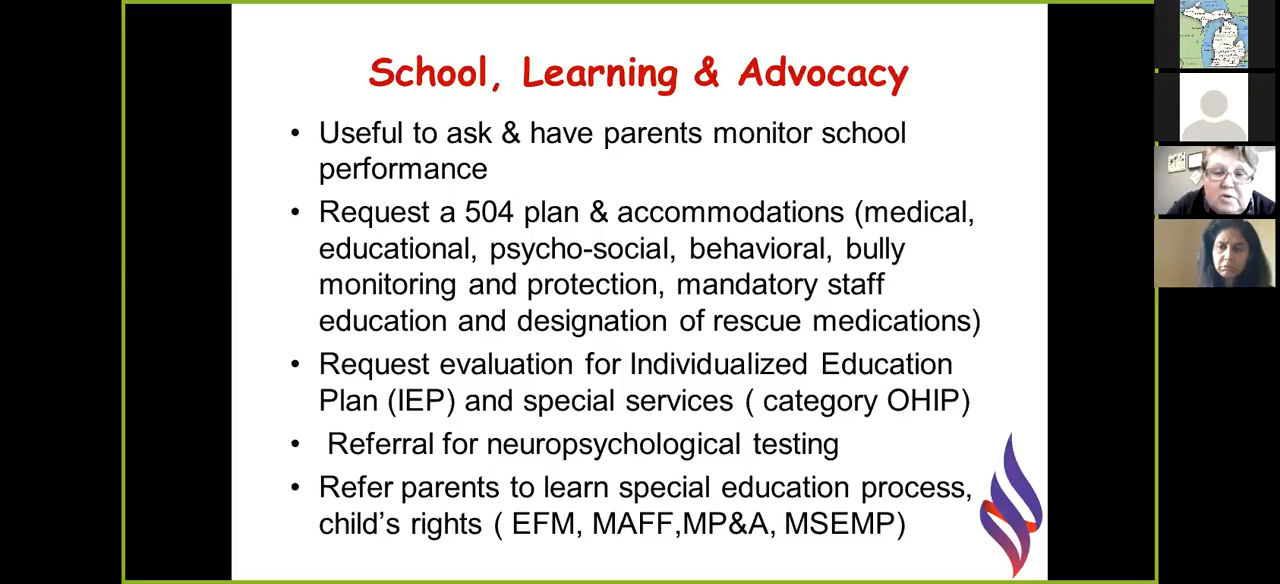 School, Learning & Advocacy
• Useful to ask & have parents monitor school
performance
• Request a 504 plan & accommodations (medical,
educational, psycho-social, behavioral, bully
monitoring and protection, mandatory staff
education and designation of rescue medications)
• Request evaluation for Individualized Education
Plan (IEP) and special services ( category OHIP)
• Referral for neuropsychological testing
• Refer parents to learn special education process,
child's rights ( EFM, MAFF,MP&A, MSEMP)